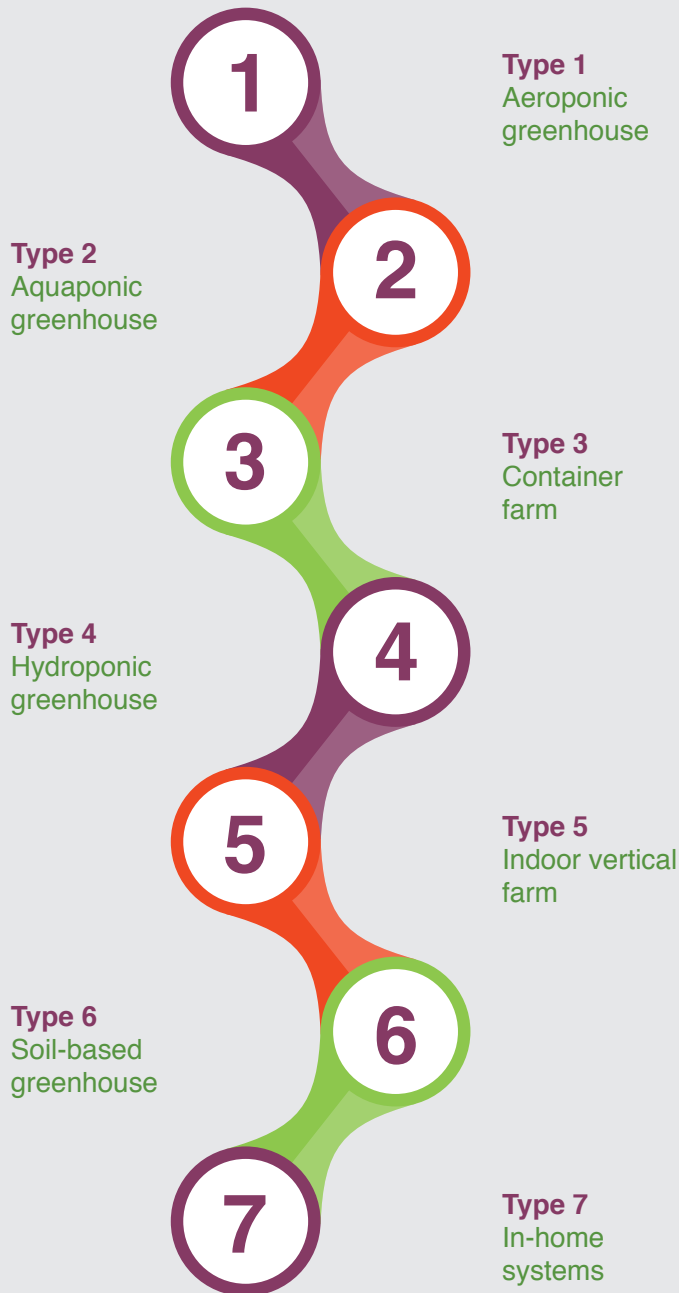 1
Type 1
Aeroponic
greenhouse
2
Type 2
Aquaponic
greenhouse
3
Type 3
Container
farm
4
Type 4
Hydroponic
greenhouse
5
Type 5
Indoor vertical
farm
6
Type 6
Soil-based
greenhouse
7
Type 7
In-home
systems